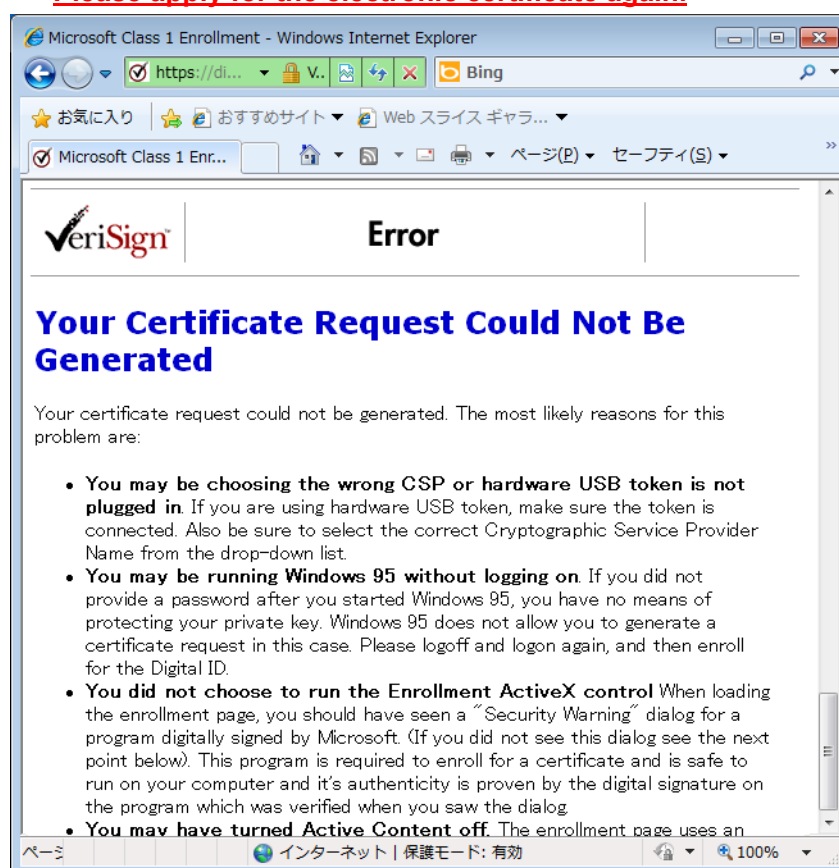 Please apply for the electronic certificate again.
Microsoft Class 1 Enrollment - Windows Internet Explorer
https://di... V.. Bing
お気に入り おすすめサイト ▼ Web スライス ギャラ... ▼
Microsoft Class 1 Enr... ページ(P) ▼ セーフティ(S) ▼ »
VeriSign Error
Your Certificate Request Could Not Be
Generated
Your certificate request could not be generated. The most likely reasons for this
problem are:
• You may be choosing the wrong CSP or hardware USB token is not
plugged in. If you are using hardware USB token, make sure the token is
connected. Also be sure to select the correct Cryptographic Service Provider
Name from the drop-down list.
• You may be running Windows 95 without logging on. If you did not
provide a password after you started Windows 95, you have no means of
protecting your private key. Windows 95 does not allow you to generate a
certificate request in this case. Please logoff and logon again, and then enroll
for the Digital ID.
• You did not choose to run the Enrollment ActiveX control When loading
the enrollment page, you should have seen a "Security Warning" dialog for a
program digitally signed by Microsoft. (If you did not see this dialog see the next
point below). This program is required to enroll for a certificate and is safe to
run on your computer and it's authenticity is proven by the digital signature on
the program which was verified when you saw the dialog.
• You may have turned Active Content off. The enrollment page uses an
インターネット | 保護モード: 有効 100%